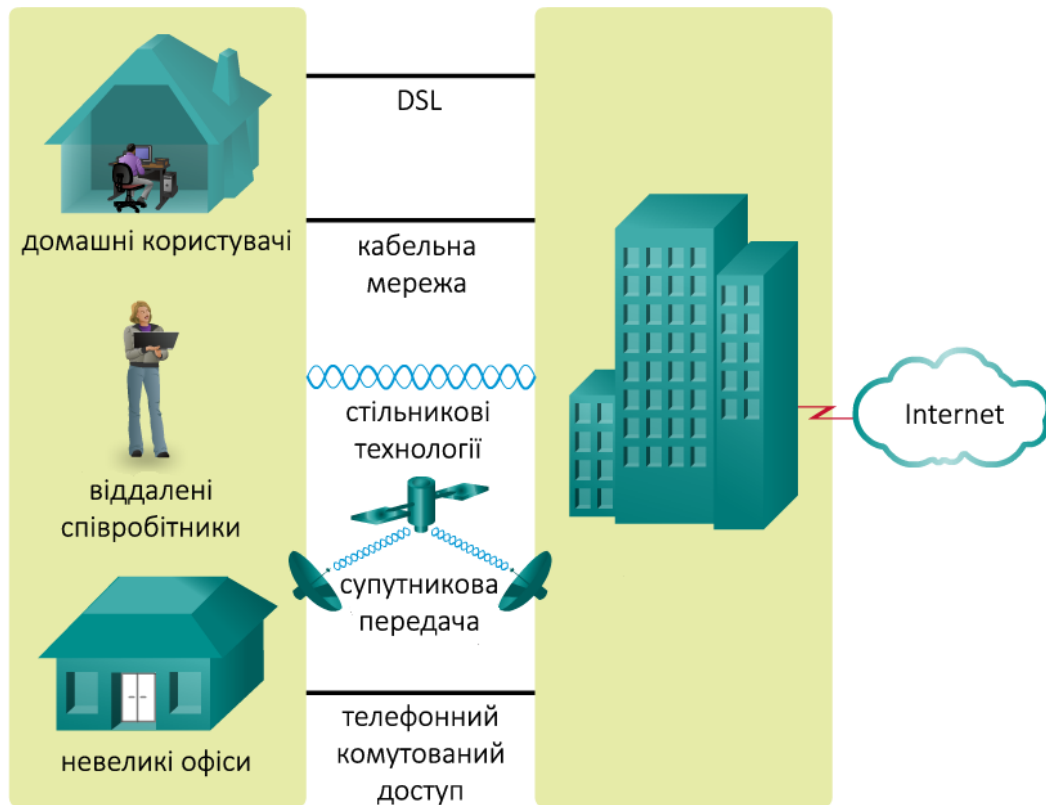 домашні користувачі
віддалені
співробітники
невеликі офіси
DSL
кабельна
мережа
стільникові
технології
супутникова
передача
телефонний
комутований
доступ
Internet